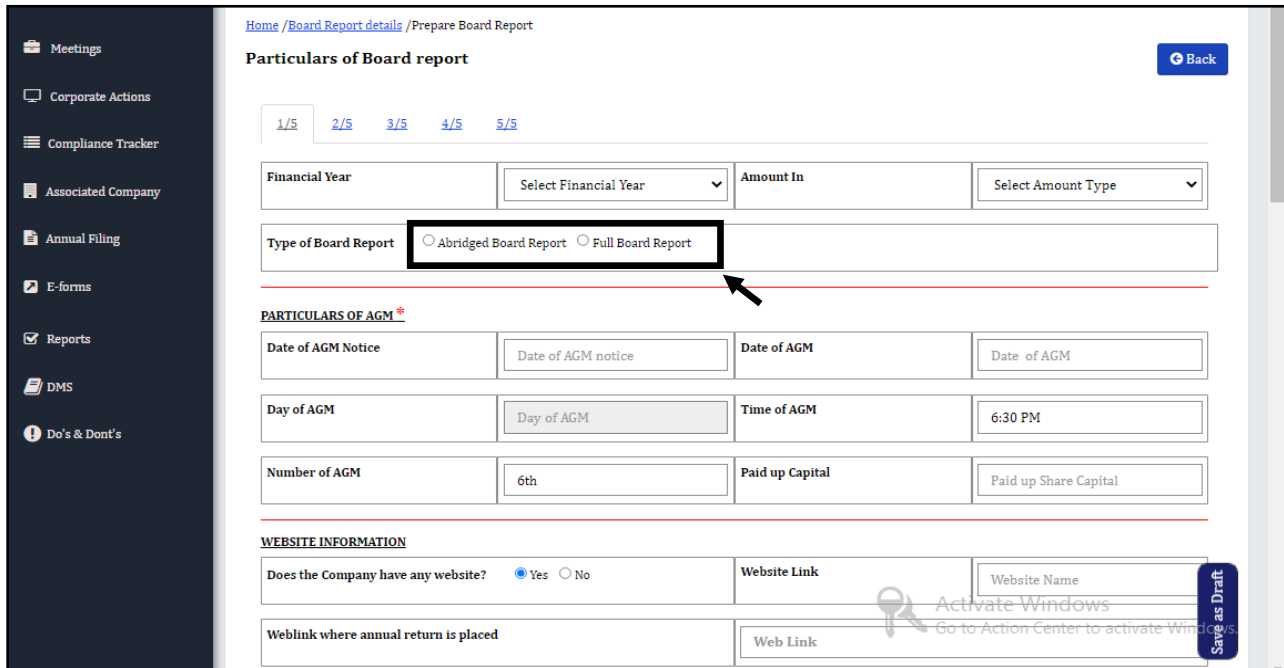 Home /Board Report details /Prepare Board Report
Meetings
Particulars of Board report
Back
Corporate Actions
1/5 2/5 3/5 4/5 5/5
Compliance Tracker
Financial Year Select Financial Year Amount In Select Amount Type
Associated Company
Annual Filing
Type of Board Report Abridged Board Report Full Board Report
E-forms
PARTICULARS OF AGM *
Reports
Date of AGM Notice Date of AGM notice Date of AGM Date of AGM
DMS
Day of AGM Day of AGM Time of AGM 6:30 PM
Do's & Dont's
Number of AGM 6th Paid up Capital Paid up Share Capital
WEBSITE INFORMATION
Does the Company have any website? Yes No Website Link Website Name
Activate Windows
Go to Action Center to activate Windows.
Weblink where annual return is placed Web Link
Save as Draft